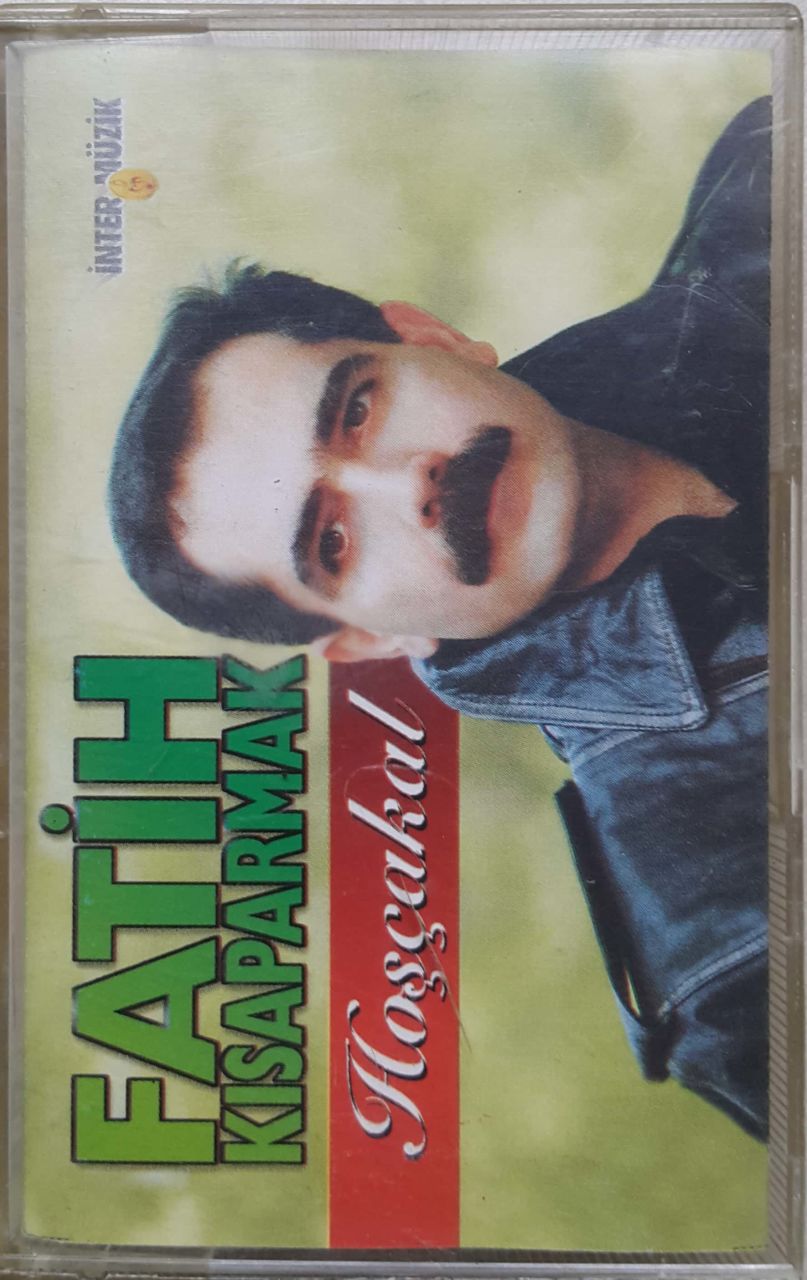 İNTER MÜZİK
FATİH
KISAPARMAK
Hoşçakal